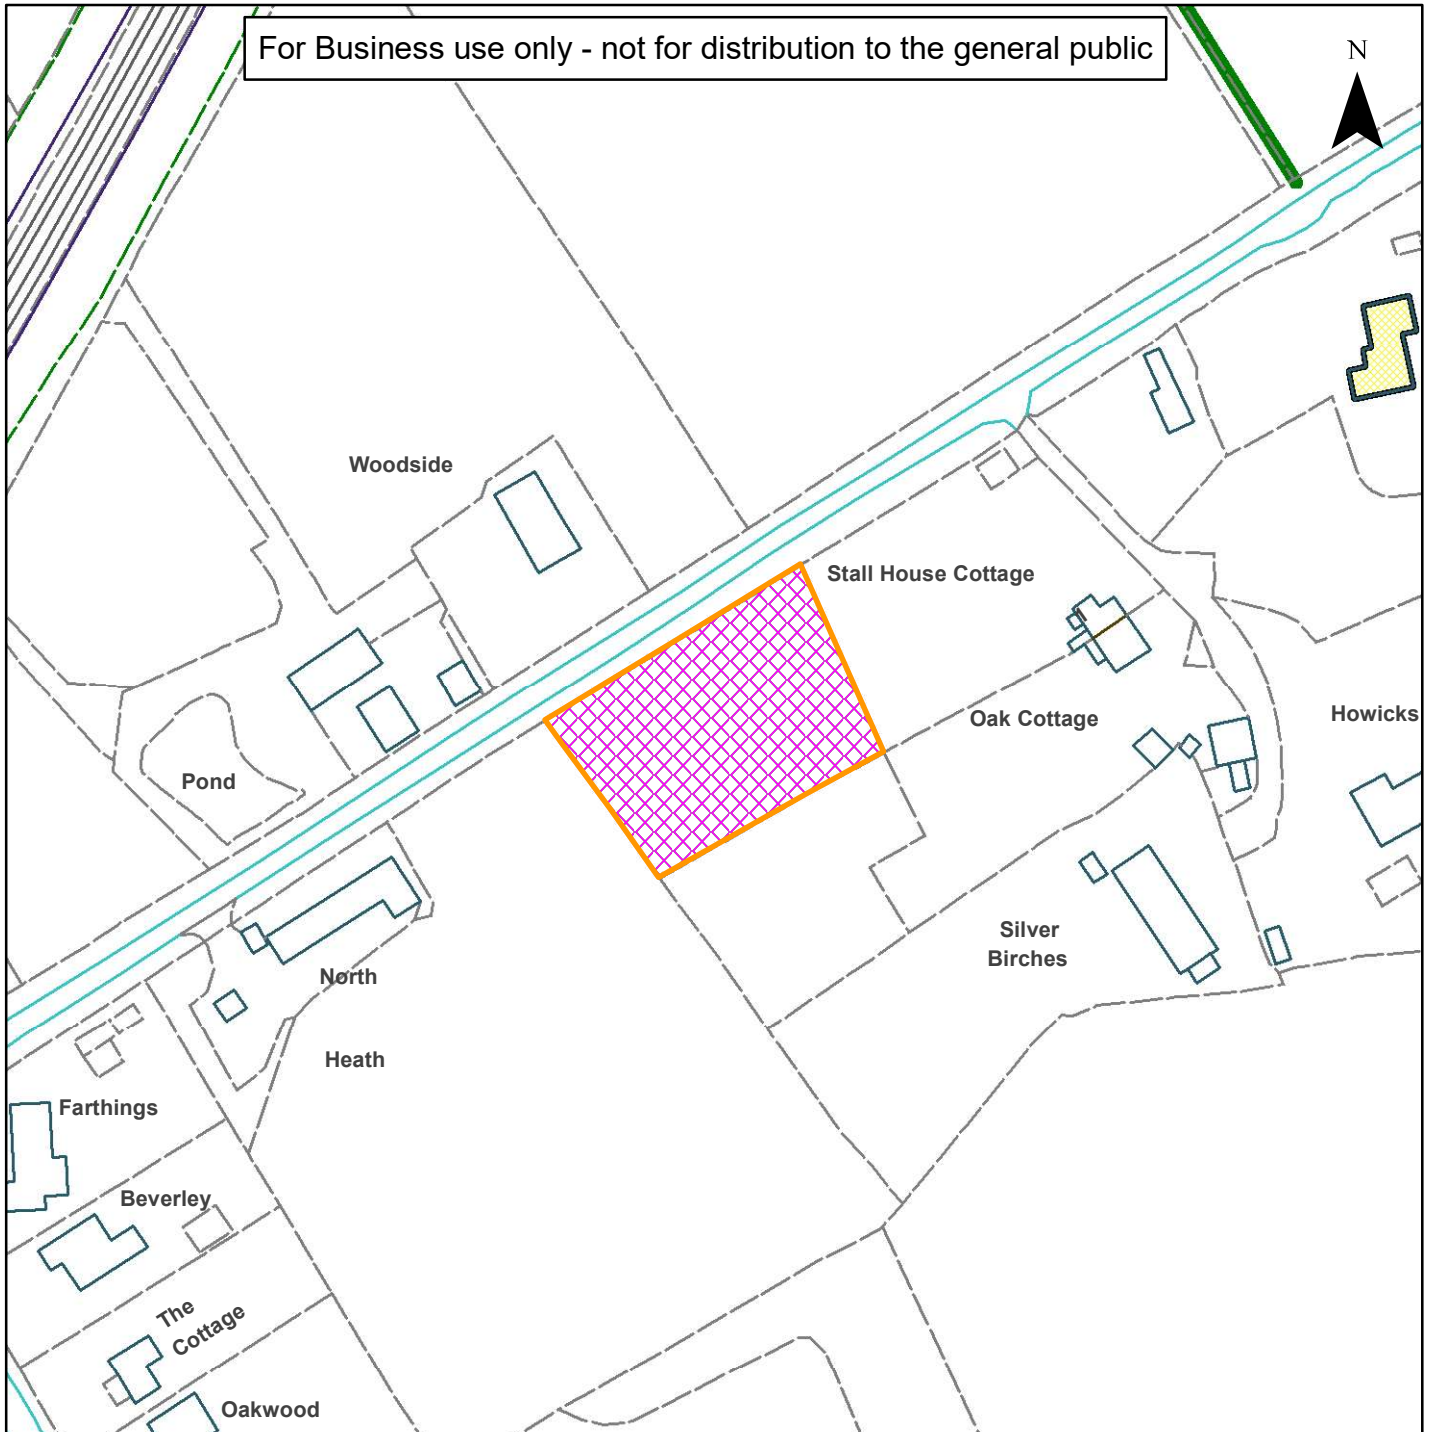 For Business use only - not for distribution to the general public
N
Woodside
Stall House Cottage
Oak Cottage
Howicks
Pond
Silver
Birches
North
Heath
Farthings
Beverley
The
Cottage
Oakwood